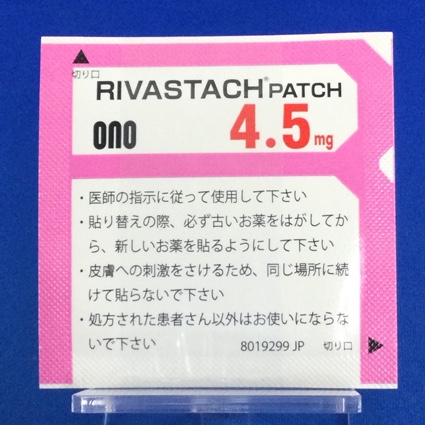 切り口
RIVASTACH® PATCH
ono 4.5mg
・医師の指示に従って使用して下さい
・貼り替えの際、必ず古いお薬をはがしてか
ら、新しいお薬を貼るようにして下さい
・皮膚への刺激をさけるため、同じ場所に続
けて貼らないで下さい
・処方された患者さん以外はお使いにならな
いで下さい
8019299 JP 切り口